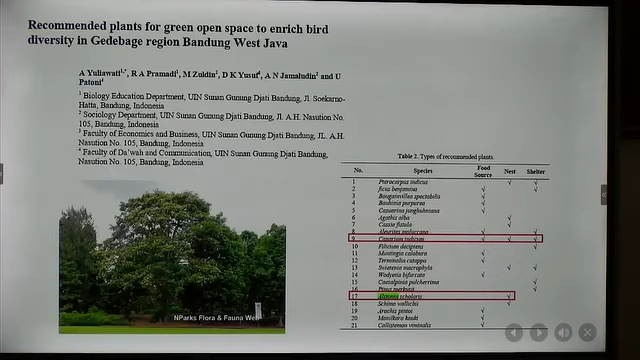 Recommended plants for green open space to enrich bird
diversity in Gedebage region Bandung West Java
A Yuliawati1,*, R A Pramadi1, M Zuldin2, D K Yusuf4, A N Jamaludin3 and U
Patoni4
1 Biology Education Department, UIN Sunan Gunung Djati Bandung, Jl. Soekarno-
Hatta, Bandung, Indonesia
2 Sociology Department, UIN Sunan Gunung Djati Bandung, Jl. A.H. Nasution No.
105, Bandung, Indonesia
3 Faculty of Economics and Business, UIN Sunan Gunung Djati Bandung, JL. A.H.
Nasution No. 105, Bandung, Indonesia
4 Faculty of Da'wah and Communication, UIN Sunan Gunung Djati Bandung,
Nasution No. 105, Bandung, Indonesia
Table 2. Types of recommended plants.
No. Species Food Source Nest Shelter
1 Pterocarpus indicus √ √
2 ficus benjamina √ √
3 Bougainvillea spectabilis √
4 Bauhinia purpurea √
5 Casuarina junghuhniana √
6 Agathis alba √
7 Cassia fistula √
8 Aleurites moluccana √ √
9 Canarium indicum √ √ √
10 Filicium decipiens √
11 Muntingia calabura √
12 Terminalia catappa √
13 Swietenia macrophylla √ √ √
14 Wodyetia bifurcata √
15 Caesalpinia pulcherrima √
16 Pinus merkusii √
17 Alstonia scholaris √
18 Schima wallichii √
19 Arachis pintoi √
20 Manilkara kauki √
21 Callistemon viminalis √
NParks Flora & Fauna Web